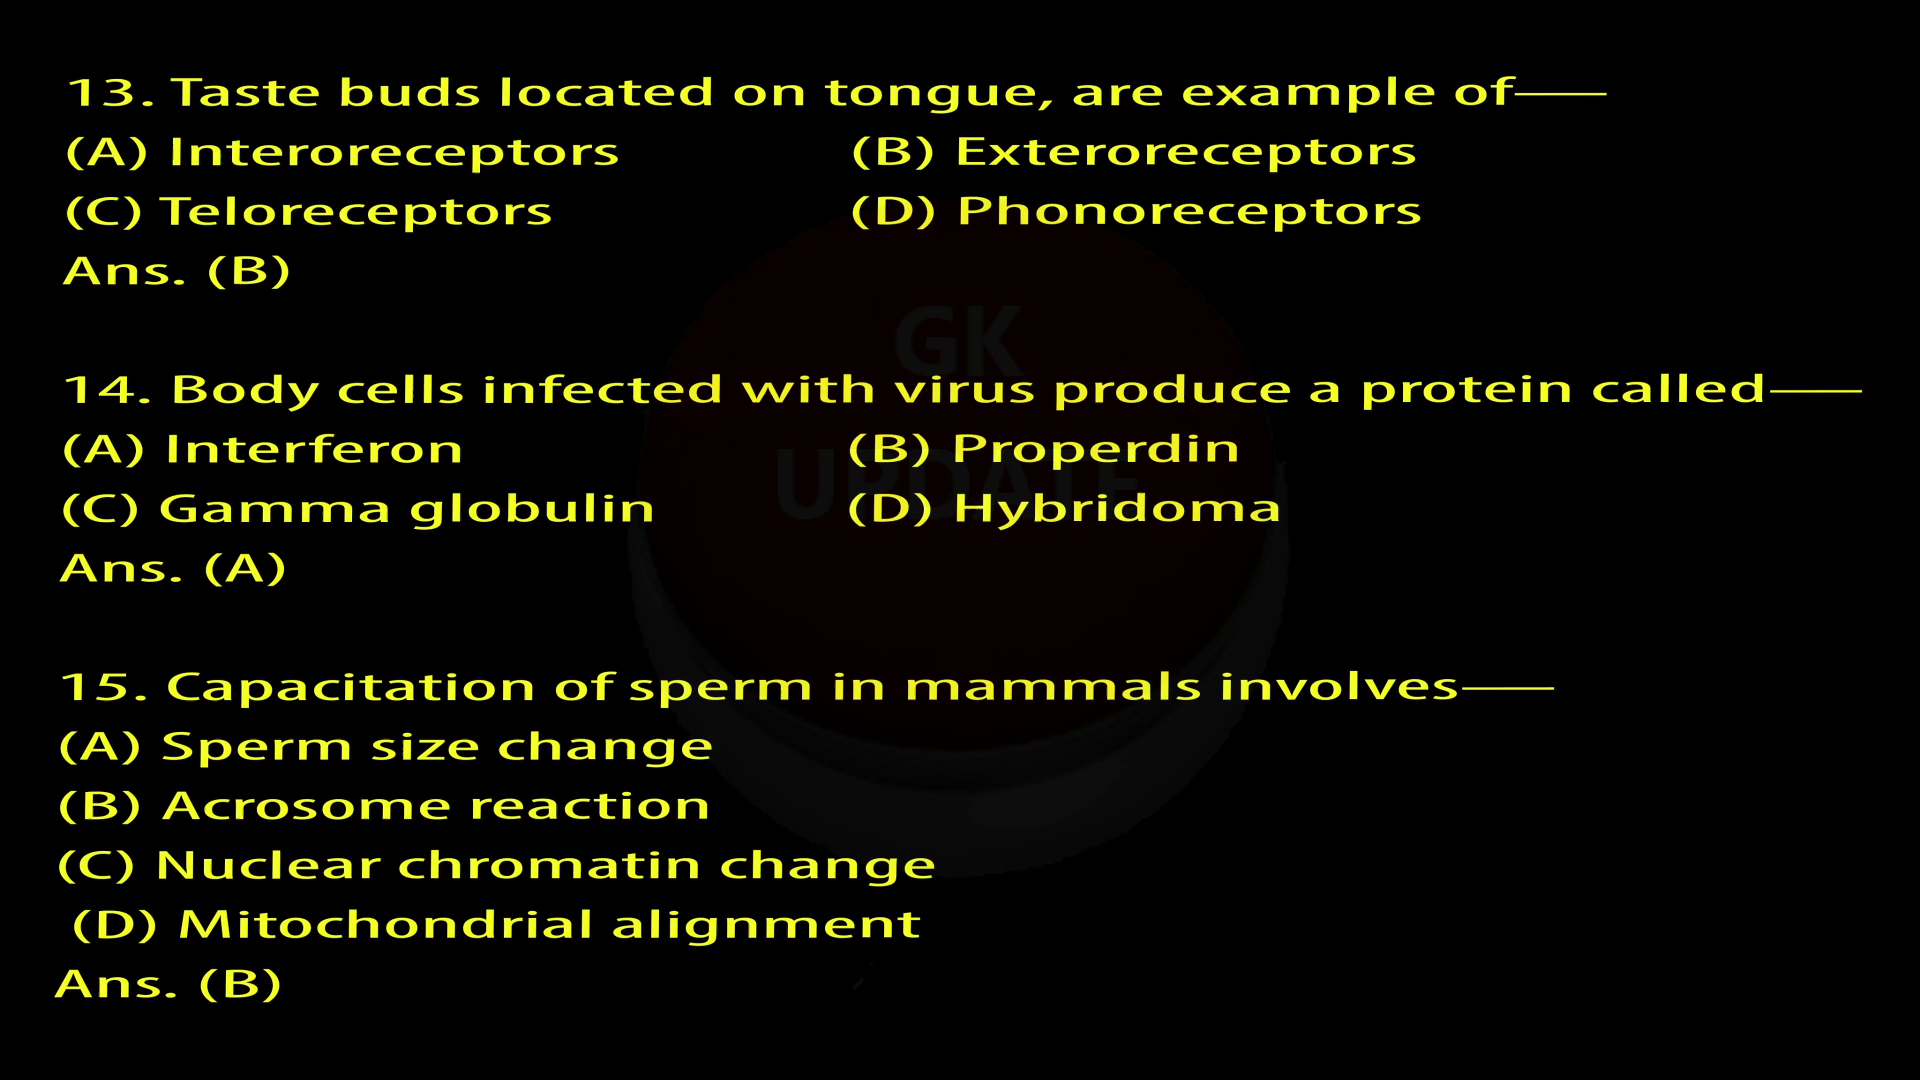 13. Taste buds located on tongue, are example of——
(A) Interoreceptors (B) Exteroreceptors
(C) Teloreceptors (D) Phonoreceptors
Ans. (B)
14. Body cells infected with virus produce a protein called——
(A) Interferon (B) Properdin
(C) Gamma globulin (D) Hybridoma
Ans. (A)
15. Capacitation of sperm in mammals involves——
(A) Sperm size change
(B) Acrosome reaction
(C) Nuclear chromatin change
(D) Mitochondrial alignment
Ans. (B)
GK
UPDATE